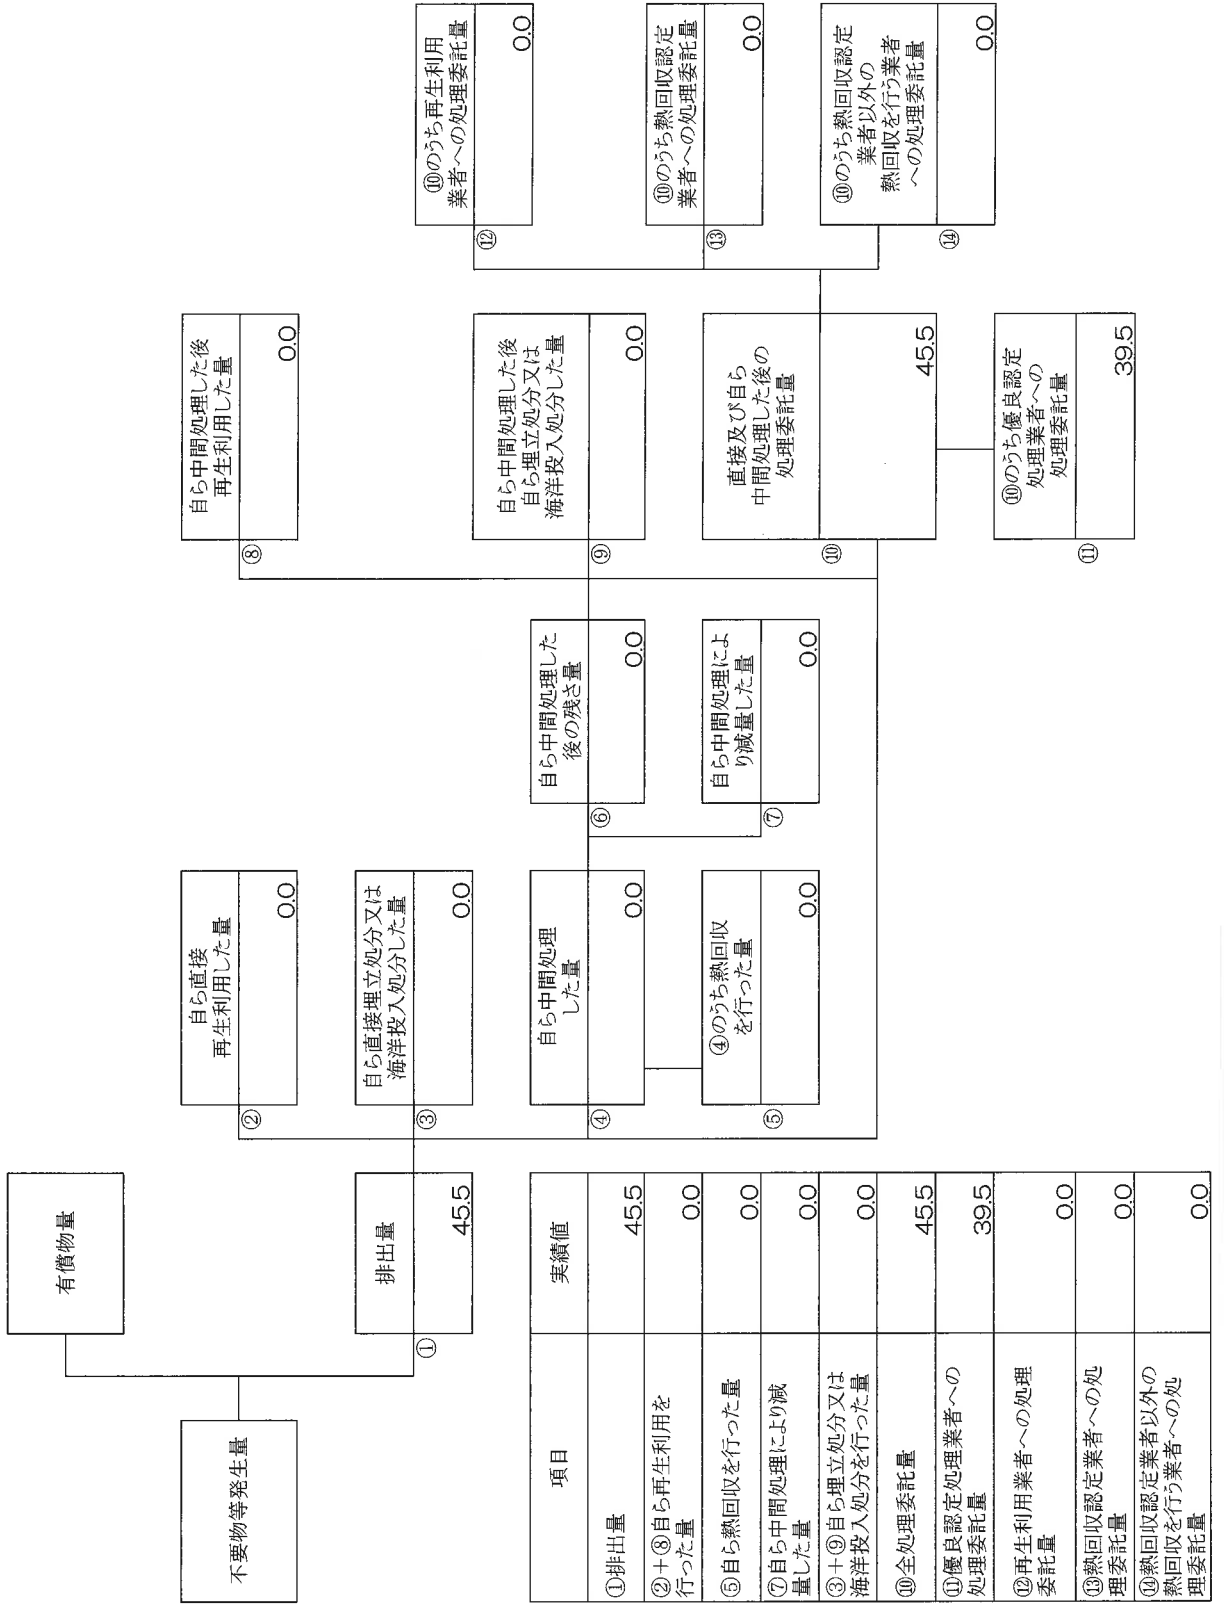 有償物量
不要物等発生量
排出量
①
45.5
自ら直接
再生利用した量
②
0.0
自ら直接埋立処分又は
海洋投入処分した量
③
0.0
自ら中間処理
した量
④
0.0
④のうち熱回収
を行った量
⑤
0.0
自ら中間処理した
後の残さ量
⑥
0.0
自ら中間処理によ
り減量した量
⑦
0.0
自ら中間処理した後
再生利用した量
⑧
0.0
自ら中間処理した後
自ら埋立処分又は
海洋投入処分した量
⑨
0.0
直接及び自ら
中間処理した後の
処理委託量
⑩
45.5
⑩のうち優良認定
処理業者への
処理委託量
⑪
39.5
⑩のうち再生利用
業者への処理委託量
⑫
0.0
⑩のうち熱回収認定
業者への処理委託量
⑬
0.0
⑩のうち熱回収認定
業者以外の
熱回収を行う業者
への処理委託量
⑭
0.0
項目 実績値
①排出量 45.5
②+⑧自ら再生利用を
行った量 0.0
⑤自ら熱回収を行った量 0.0
⑦自ら中間処理により減
量した量 0.0
③+⑨自ら埋立処分又は
海洋投入処分を行った量 0.0
⑩全処理委託量 45.5
⑪優良認定処理業者への
処理委託量 39.5
⑫再生利用業者への処理
委託量 0.0
⑬熱回収認定業者への処
理委託量 0.0
⑭熱回収認定業者以外の
熱回収を行う業者への処
理委託量 0.0